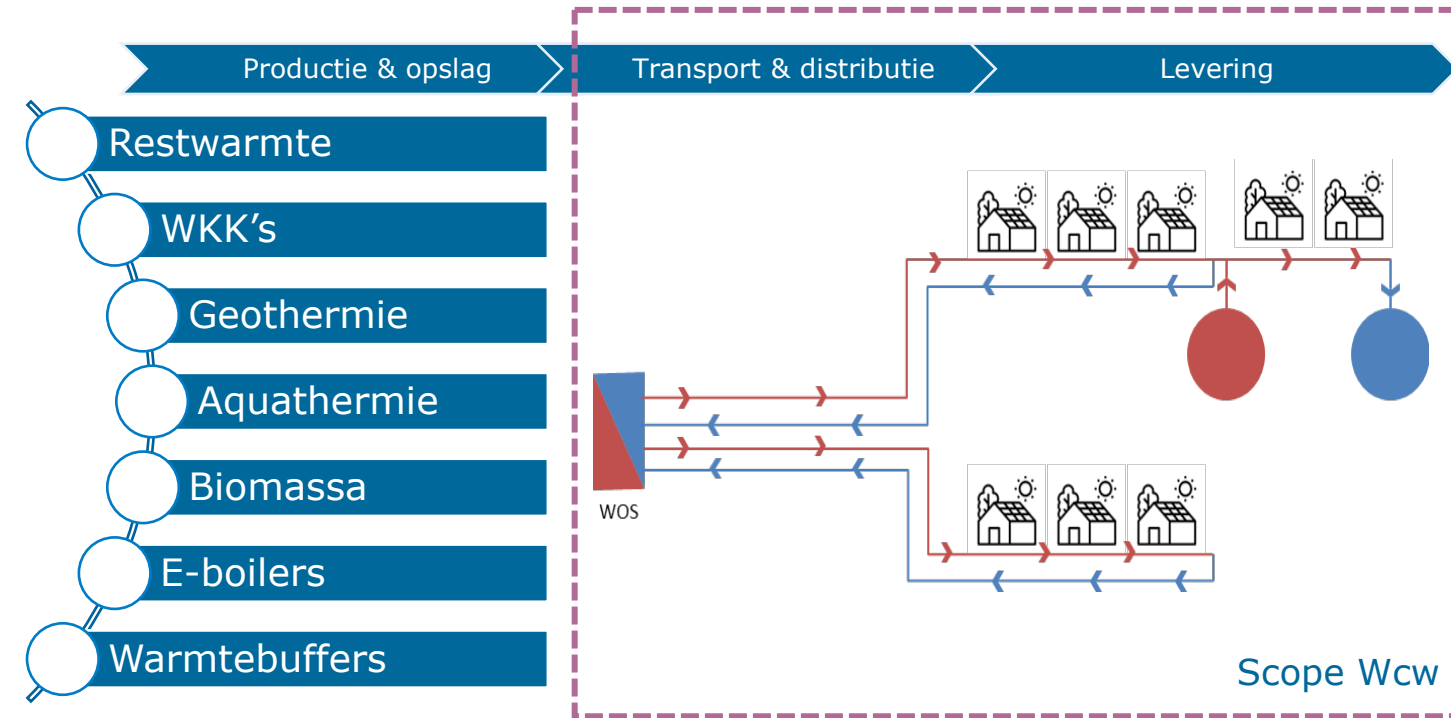 Productie & opslag
Transport & distributie
Levering
Restwarmte
WKK’s
Geothermie
Aquathermie
Biomassa
E-boilers
Warmtebuffers
WOS
Scope Wcw